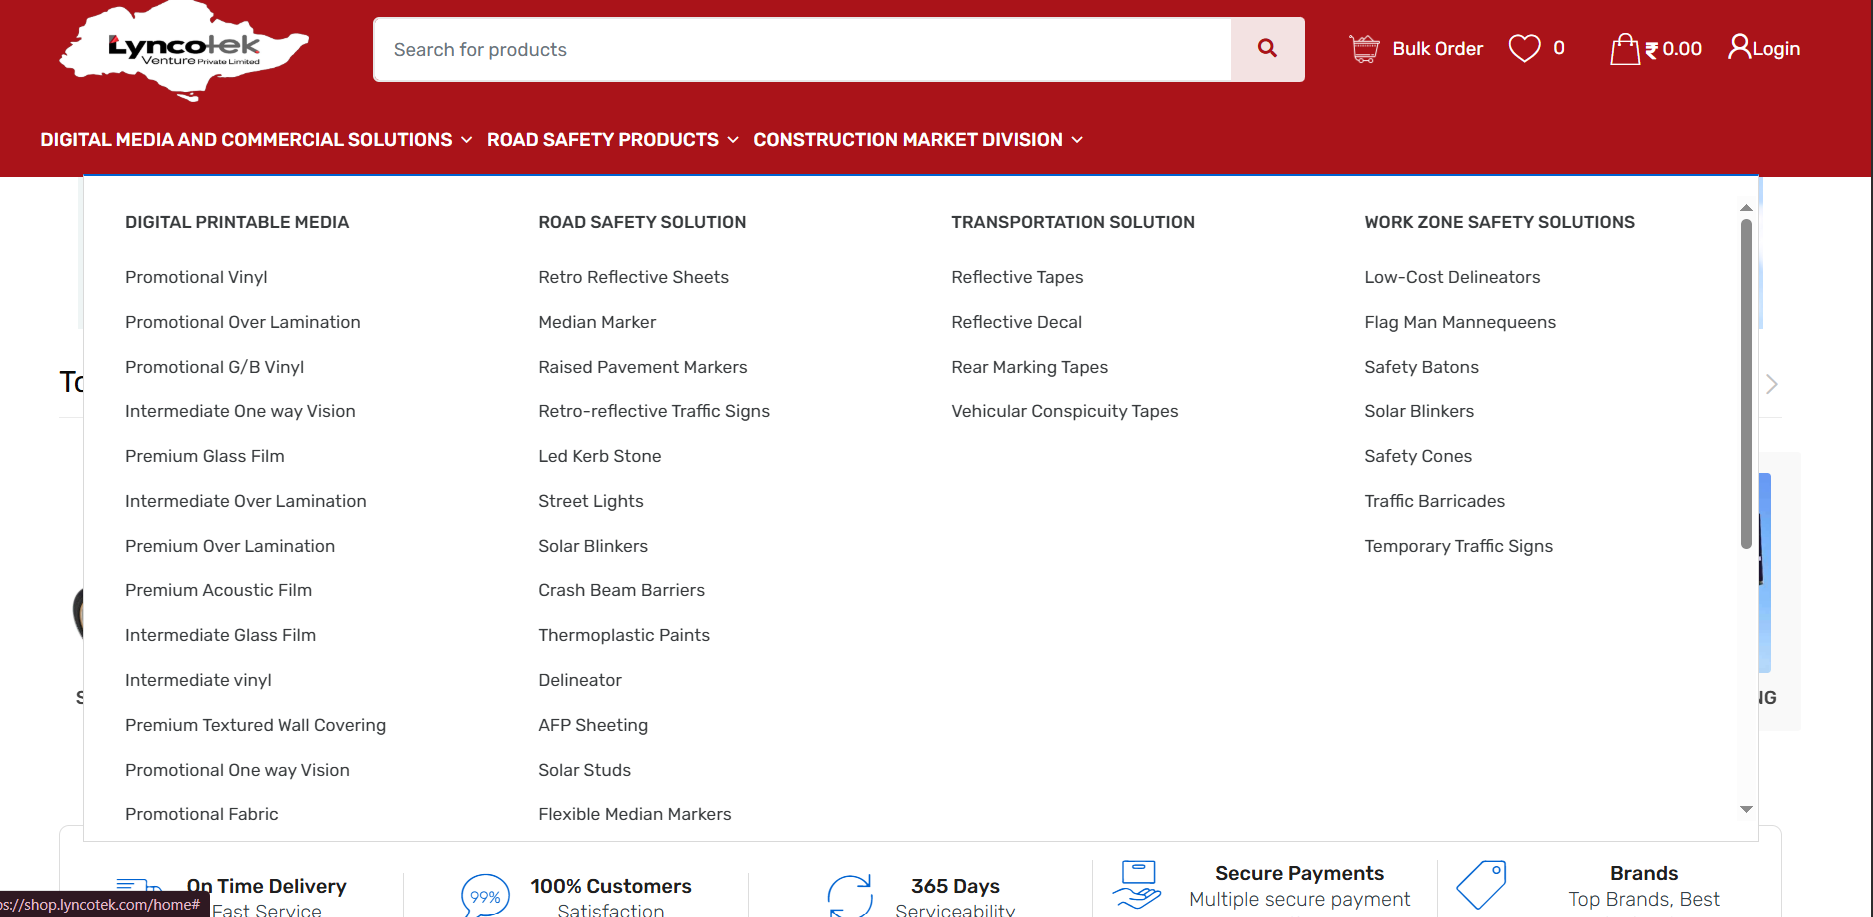 Lyncotek
Venture Private Limited
Search for products
Bulk Order
0
₹ 0.00
Login
DIGITAL MEDIA AND COMMERCIAL SOLUTIONS
ROAD SAFETY PRODUCTS
CONSTRUCTION MARKET DIVISION
DIGITAL PRINTABLE MEDIA
Promotional Vinyl
Promotional Over Lamination
Promotional G/B Vinyl
Intermediate One way Vision
Premium Glass Film
Intermediate Over Lamination
Premium Over Lamination
Premium Acoustic Film
Intermediate Glass Film
Intermediate vinyl
Premium Textured Wall Covering
Promotional One way Vision
Promotional Fabric
ROAD SAFETY SOLUTION
Retro Reflective Sheets
Median Marker
Raised Pavement Markers
Retro-reflective Traffic Signs
Led Kerb Stone
Street Lights
Solar Blinkers
Crash Beam Barriers
Thermoplastic Paints
Delineator
AFP Sheeting
Solar Studs
Flexible Median Markers
TRANSPORTATION SOLUTION
Reflective Tapes
Reflective Decal
Rear Marking Tapes
Vehicular Conspicuity Tapes
WORK ZONE SAFETY SOLUTIONS
Low-Cost Delineators
Flag Man Mannequeens
Safety Batons
Solar Blinkers
Safety Cones
Traffic Barricades
Temporary Traffic Signs
On Time Delivery
Fast Service
99%
100% Customers
Satisfaction
365 Days
Serviceability
Secure Payments
Multiple secure payment
Brands
Top Brands, Best
ps://shop.lyncotek.com/home#